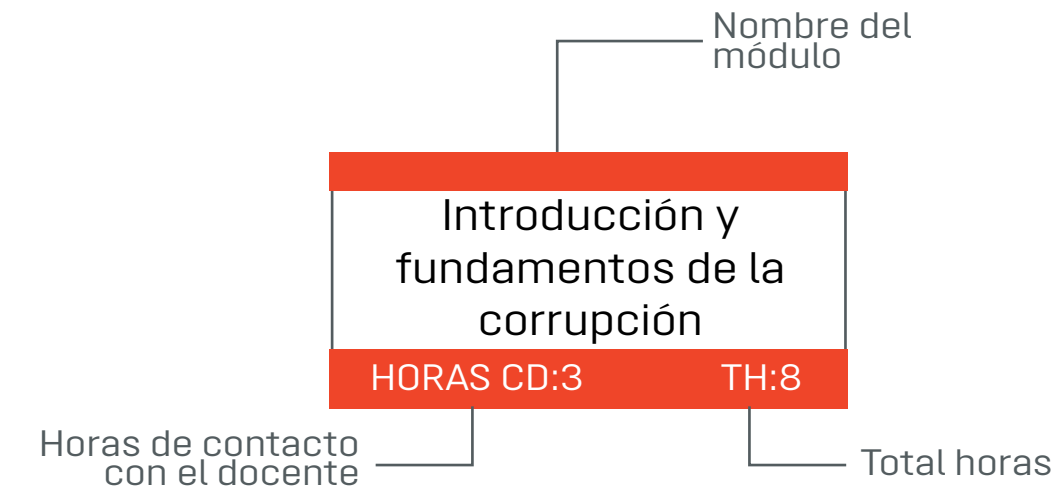 Nombre del
módulo
Introducción y
fundamentos de la
corrupción
HORAS CD:3 TH:8
Horas de contacto
con el docente
Total horas